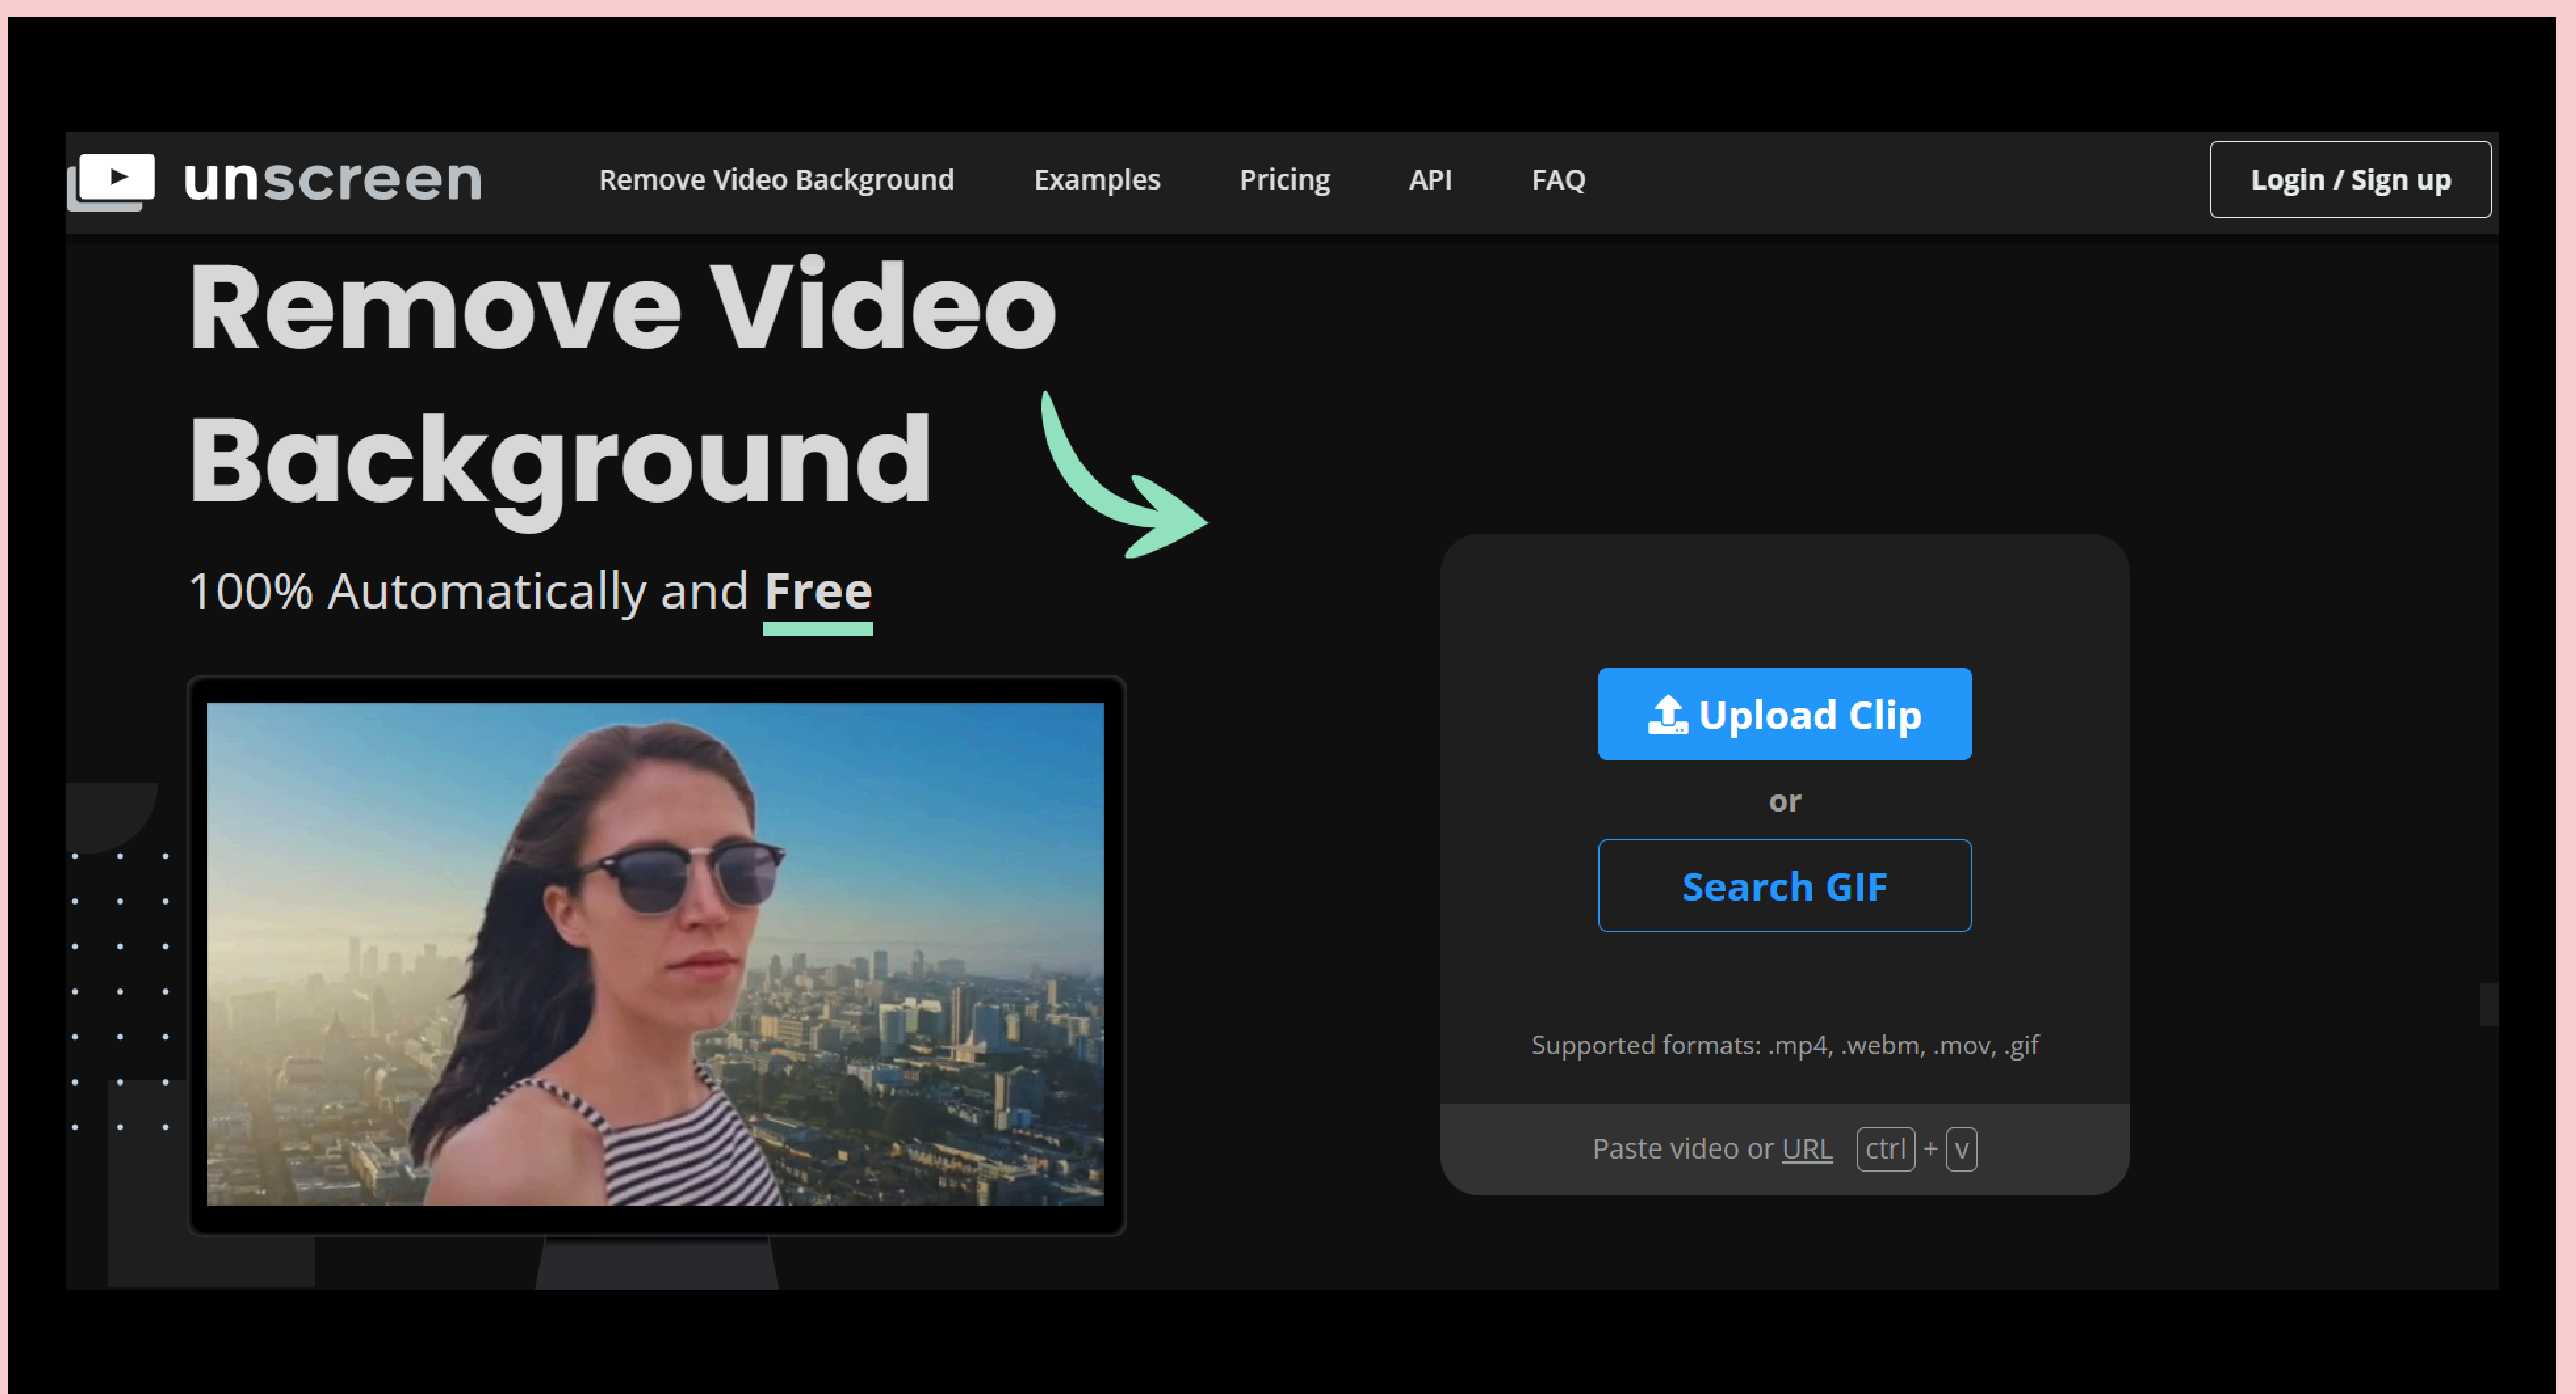 unscreen
Remove Video Background
Examples
Pricing
API
FAQ
Login / Sign up
Remove Video
Background
100% Automatically and Free
Upload Clip
or
Search GIF
Supported formats: .mp4, .webm, .mov, .gif
Paste video or URL ctrl + v